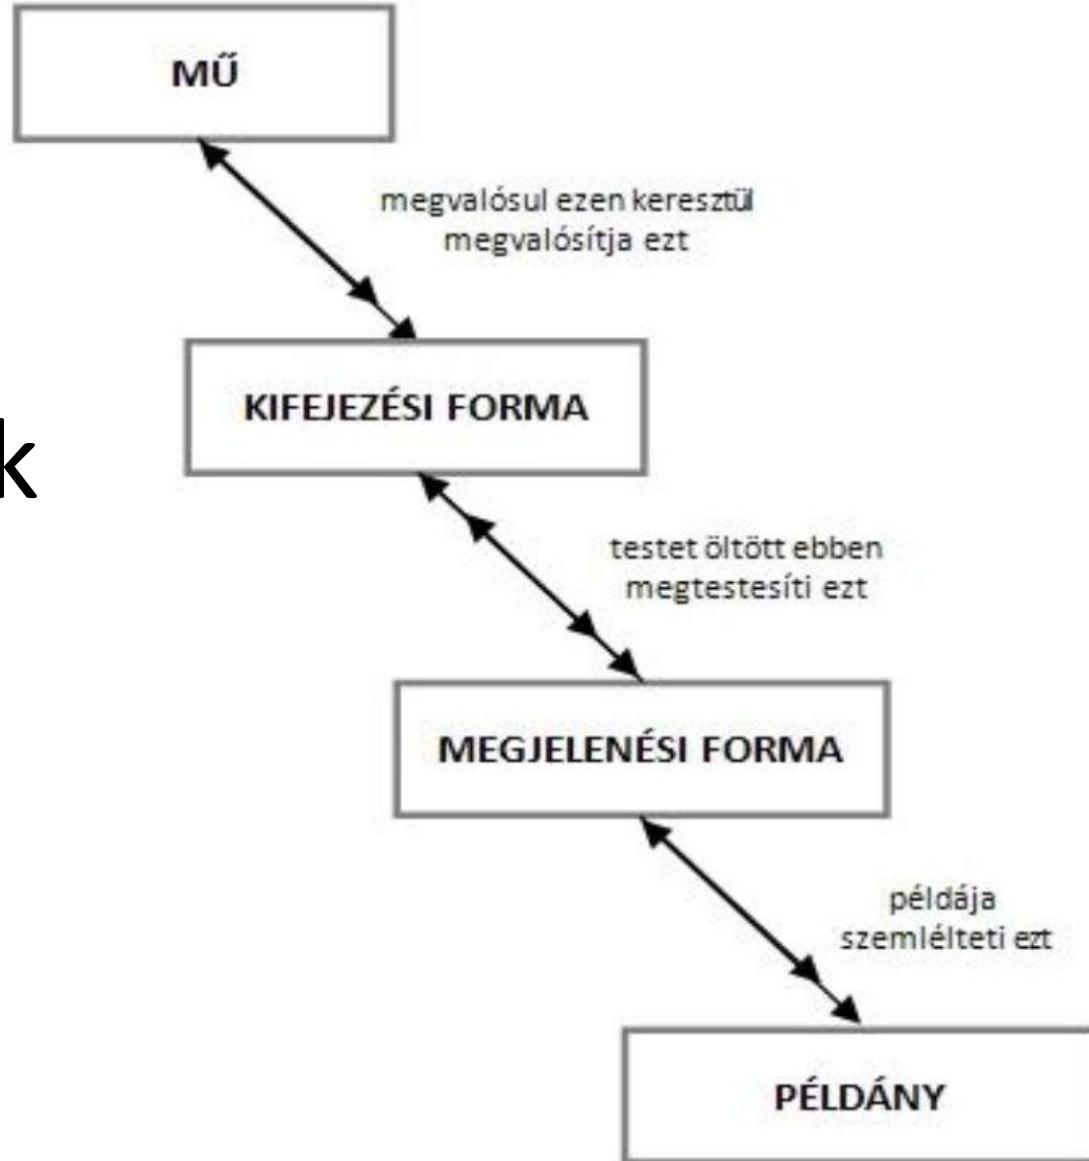 MŰ
megvalósul ezen keresztül
megvalósítja ezt
KIFEJEZÉSI FORMA
k
testet öltött ebben
megtestesíti ezt
MEGJELENÉSI FORMA
példája
szemlélteti ezt
PÉLDÁNY